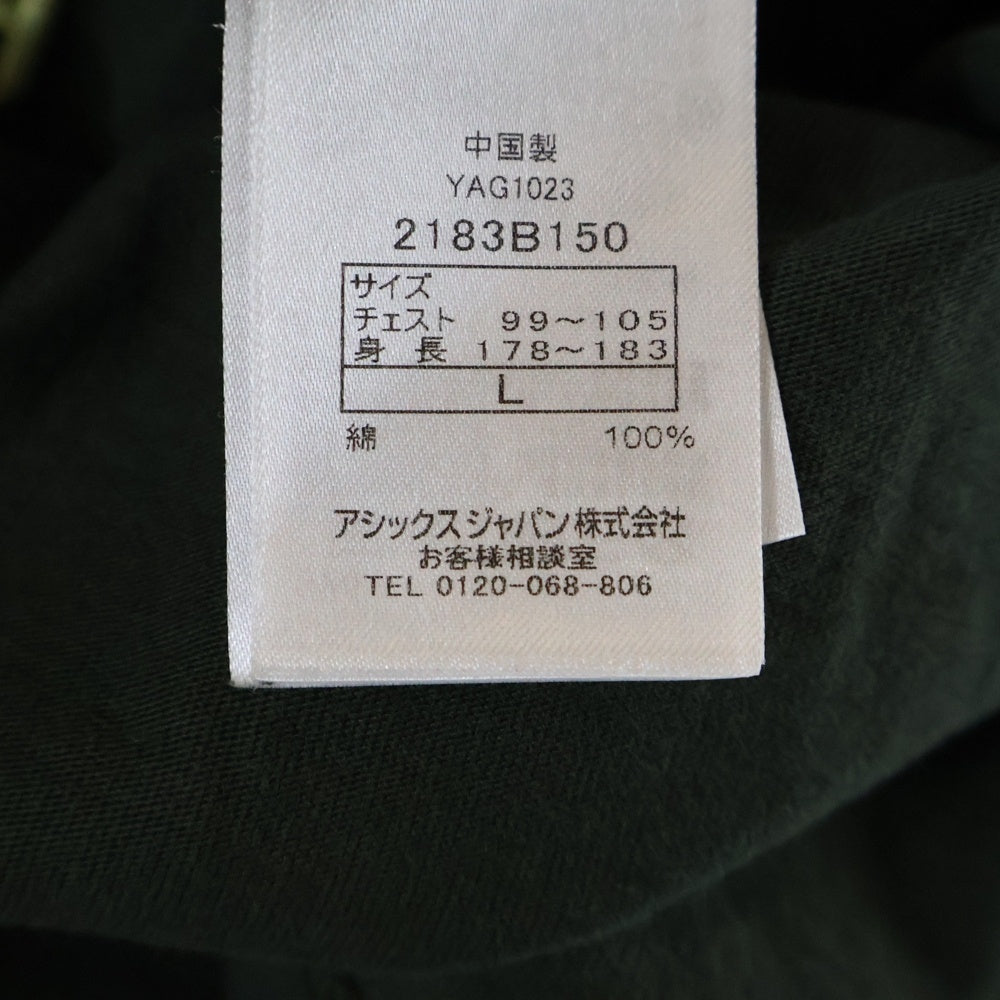 中国製
YAG1023
2183B150
サイズ
チェスト 99～105
身長 178～183
L
綿 100%
アシックスジャパン株式会社
お客様相談室
TEL 0120-068-806